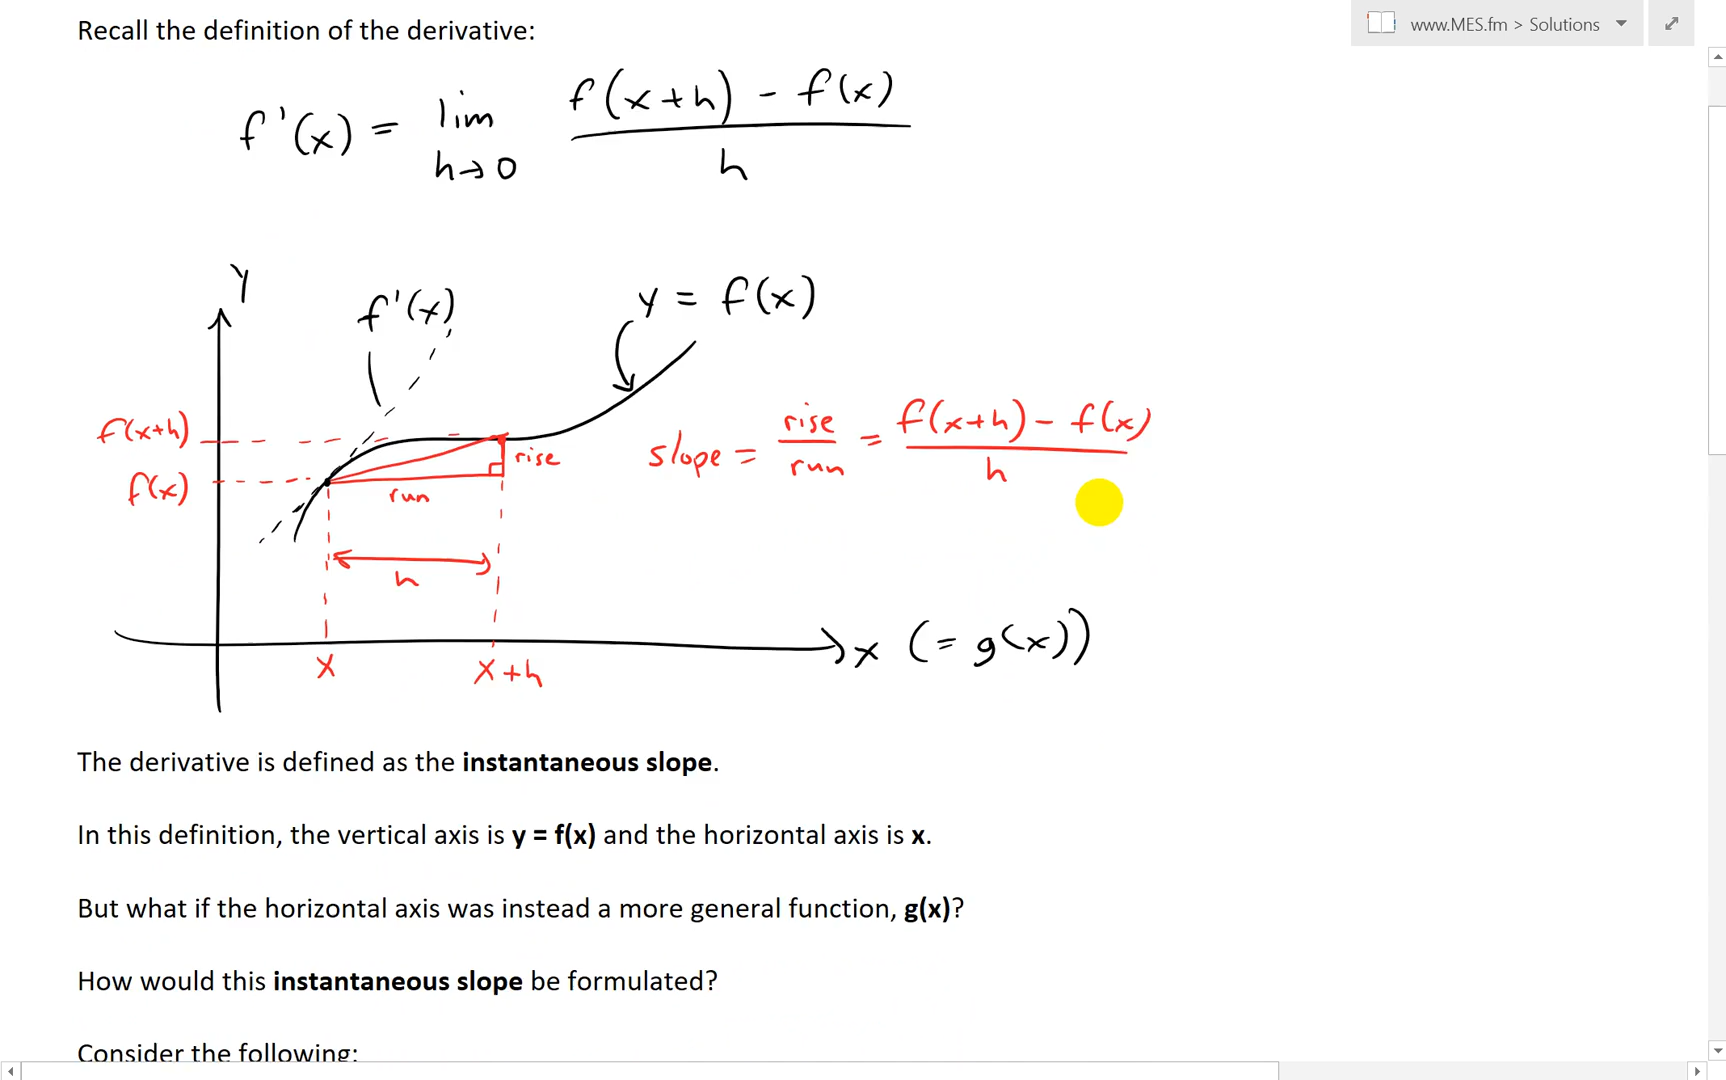 Recall the definition of the derivative:
www.MES.fm > Solutions
f'(x) = lim h→0 f(x+h) - f(x) / h
y
f'(x)
y = f(x)
f(x+h)
f(x)
rise
run
slope = rise / run = f(x+h) - f(x) / h
h
x (= g(x))
x
x+h
The derivative is defined as the instantaneous slope.
In this definition, the vertical axis is y = f(x) and the horizontal axis is x.
But what if the horizontal axis was instead a more general function, g(x)?
How would this instantaneous slope be formulated?
Consider the following: